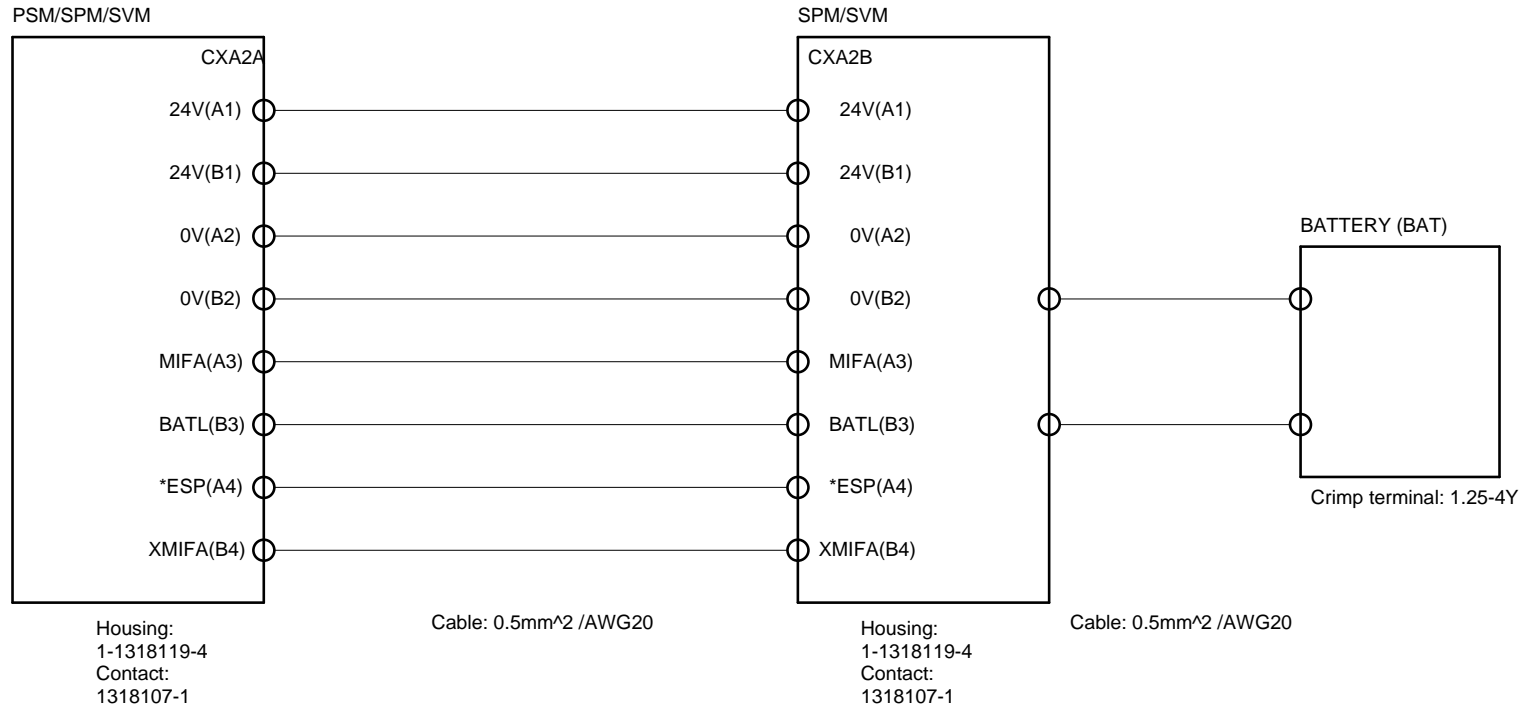 PSM/SPM/SVM
SPM/SVM
CXA2A
CXA2B
24V(A1)
24V(A1)
24V(B1)
24V(B1)
0V(A2)
0V(A2)
BATTERY (BAT)
0V(B2)
0V(B2)
MIFA(A3)
MIFA(A3)
BATL(B3)
BATL(B3)
*ESP(A4)
*ESP(A4)
Crimp terminal: 1.25-4Y
XMIFA(B4)
XMIFA(B4)
Cable: 0.5mm^2 /AWG20
Cable: 0.5mm^2 /AWG20
Housing:
1-1318119-4
Contact:
1318107-1
Housing:
1-1318119-4
Contact:
1318107-1